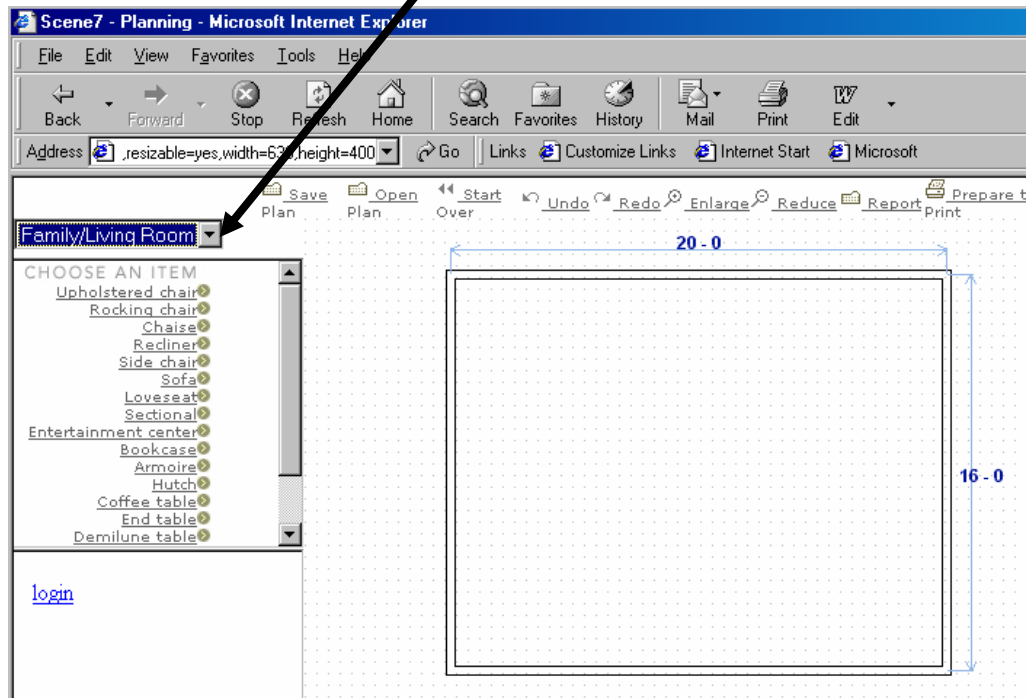 Scene7 - Planning - Microsoft Internet Explorer
File Edit View Favorites Tools Help
Back Forward Stop Refresh Home Search Favorites History Mail Print Edit
Address ,resizable=yes,width=630,height=400 Go Links Customize Links Internet Start Microsoft
Save Plan Open Plan Start Over Undo Redo Enlarge Reduce Report Prepare t Print
Family/Living Room
20 - 0
CHOOSE AN ITEM
Upholstered chair
Rocking chair
Chaise
Recliner
Side chair
Sofa
Loveseat
Sectional
Entertainment center
Bookcase
Armoire
Hutch
Coffee table
End table
Demilune table
16 - 0
login